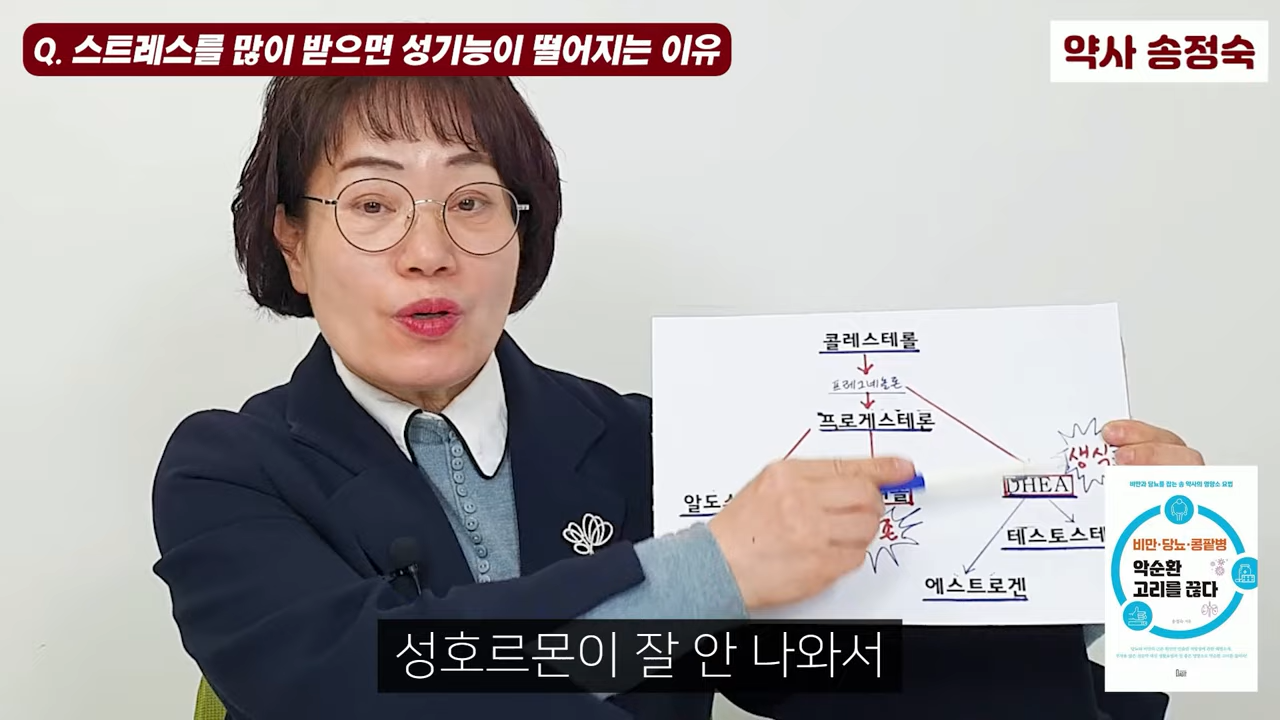 Q. 스트레스를 많이 받으면 성기능이 떨어지는 이유
약사 송정숙
콜레스테롤
프레그네놀론
프로게스테론
생식
알도스
DHEA
존
테스토스테
에스트로겐
비만과 당뇨를 잡는 송 약사의 영양소 요법
비만·당뇨·콩팥병
악순환
고리를 끊다
성호르몬이 잘 안 나와서